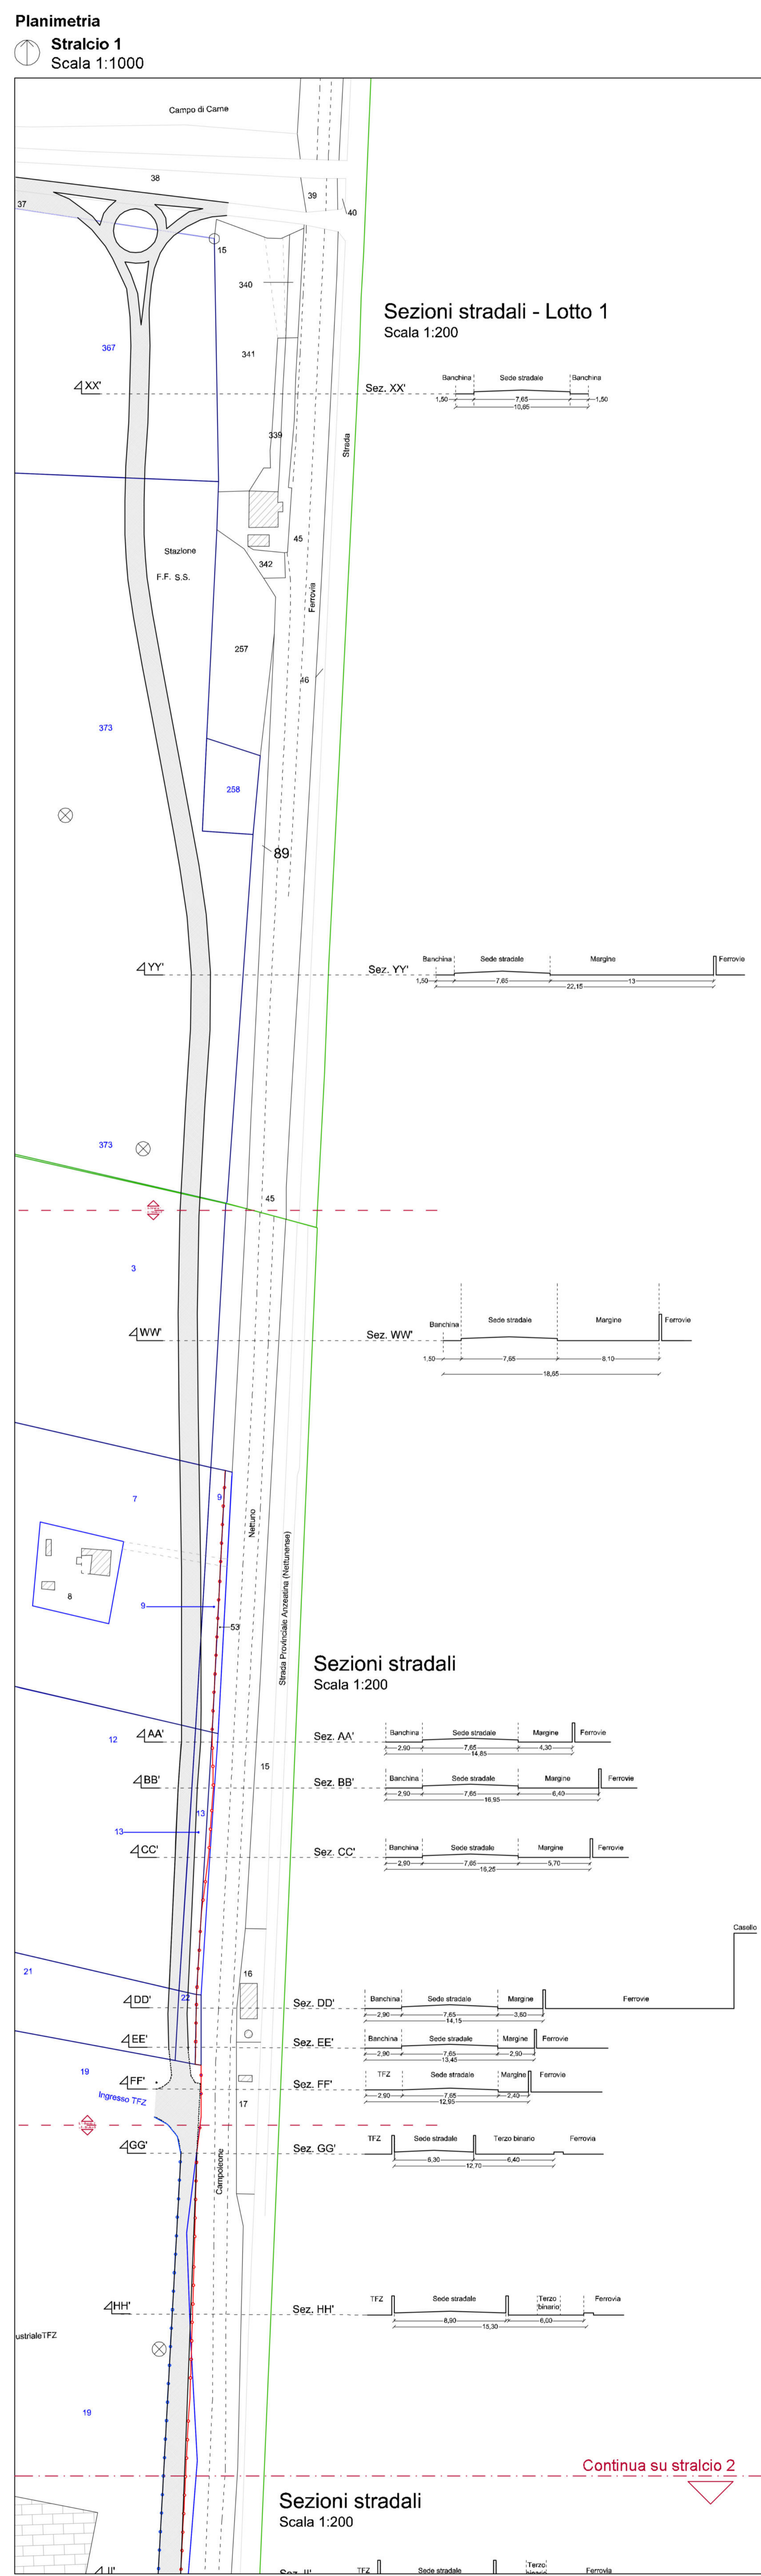 Planimetria
Stralcio 1
Scala 1:1000
Campo di Carne
38
37
39
40
15
340
367
341
Sezioni stradali - Lotto 1
Scala 1:200
XX'
Sez. XX'
Banchina
Sede stradale
Banchina
1,50
7,65
1,50
10,65
339
Strada
Stazione
F.F. S.S.
45
342
Ferrovia
257
46
373
258
89
YY'
Sez. YY'
Banchina
Sede stradale
Margine
Ferrovie
1,50
7,65
13
22,15
373
45
3
WW'
Sez. WW'
Banchina
Sede stradale
Margine
Ferrovie
1,50
7,65
8,10
18,65
7
9
Nettuno
8
9
53
Strada Provinciale Anzeatina (Nettunense)
Sezioni stradali
Scala 1:200
12
AA'
Sez. AA'
Banchina
Sede stradale
Margine
Ferrovie
2,90
7,65
4,30
14,85
15
BB'
Sez. BB'
Banchina
Sede stradale
Margine
Ferrovie
2,90
7,65
6,40
16,95
13
13
CC'
Sez. CC'
Banchina
Sede stradale
Margine
Ferrovie
2,90
7,65
5,70
16,25
Casello
21
16
22
DD'
Sez. DD'
Banchina
Sede stradale
Margine
Ferrovie
2,90
7,65
3,60
14,15
EE'
Sez. EE'
Banchina
Sede stradale
Margine
Ferrovie
2,90
7,65
2,90
13,45
19
FF'
Sez. FF'
TFZ
Sede stradale
Margine
Ferrovie
2,90
7,65
2,40
12,95
Ingresso TFZ
17
GG'
Sez. GG'
TFZ
Sede stradale
Terzo binario
Ferrovia
6,30
6,40
12,70
Campoleone
HH'
Sez. HH'
TFZ
Sede stradale
Terzo
binario
Ferrovia
8,90
6,00
15,30
ustrialeTFZ
19
Continua su stralcio 2
Sezioni stradali
Scala 1:200
II'
Sez. II'
TFZ
Sede stradale
Terzo
binario
Ferrovia